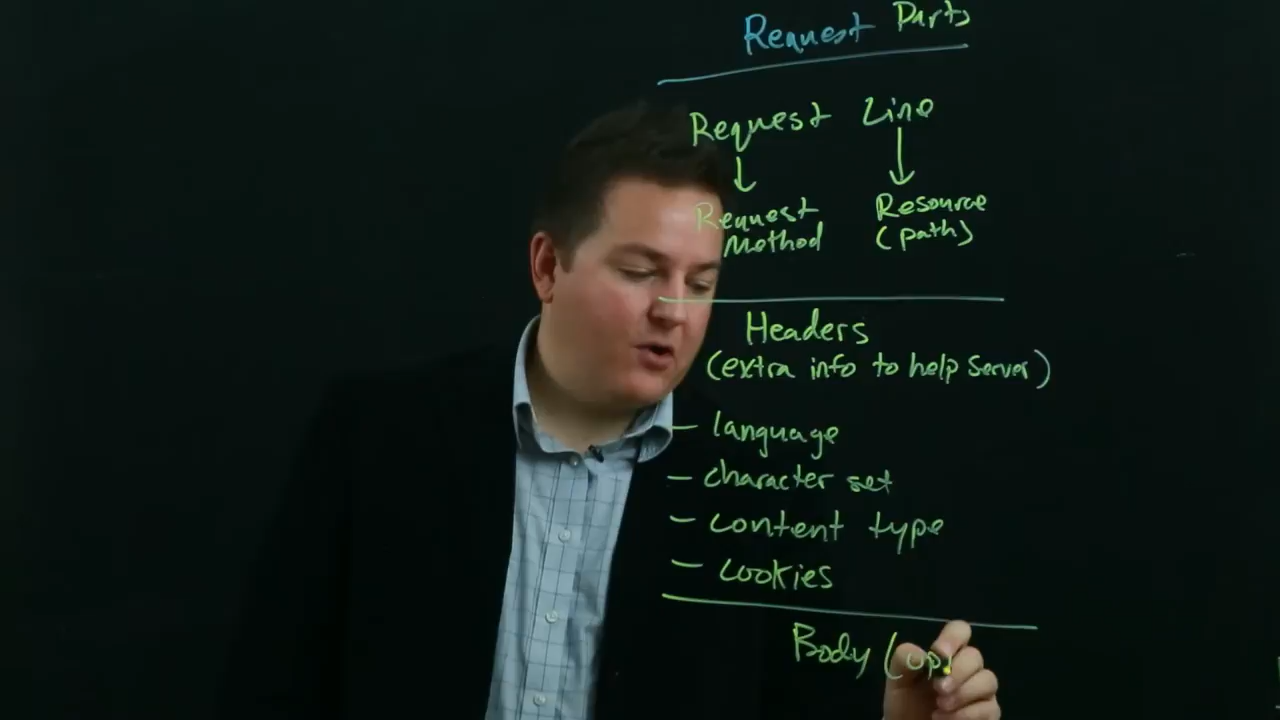 Request Parts
Request Line
Request Resource
Method (path)
Headers
(extra info to help Server)
- language
- character set
- content type
- cookies
Body (